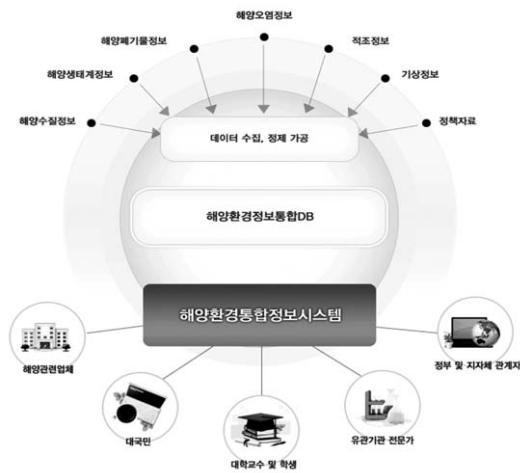 해양오염정보
해양폐기물정보
적조정보
해양생태계정보
기상정보
해양수질정보
정책자료
데이터 수집, 정제 가공
해양환경정보통합DB
해양환경통합정보시스템
해양관련업체
정부 및 지자체 관계자
대국민
유관기관 전문가
대학교수 및 학생